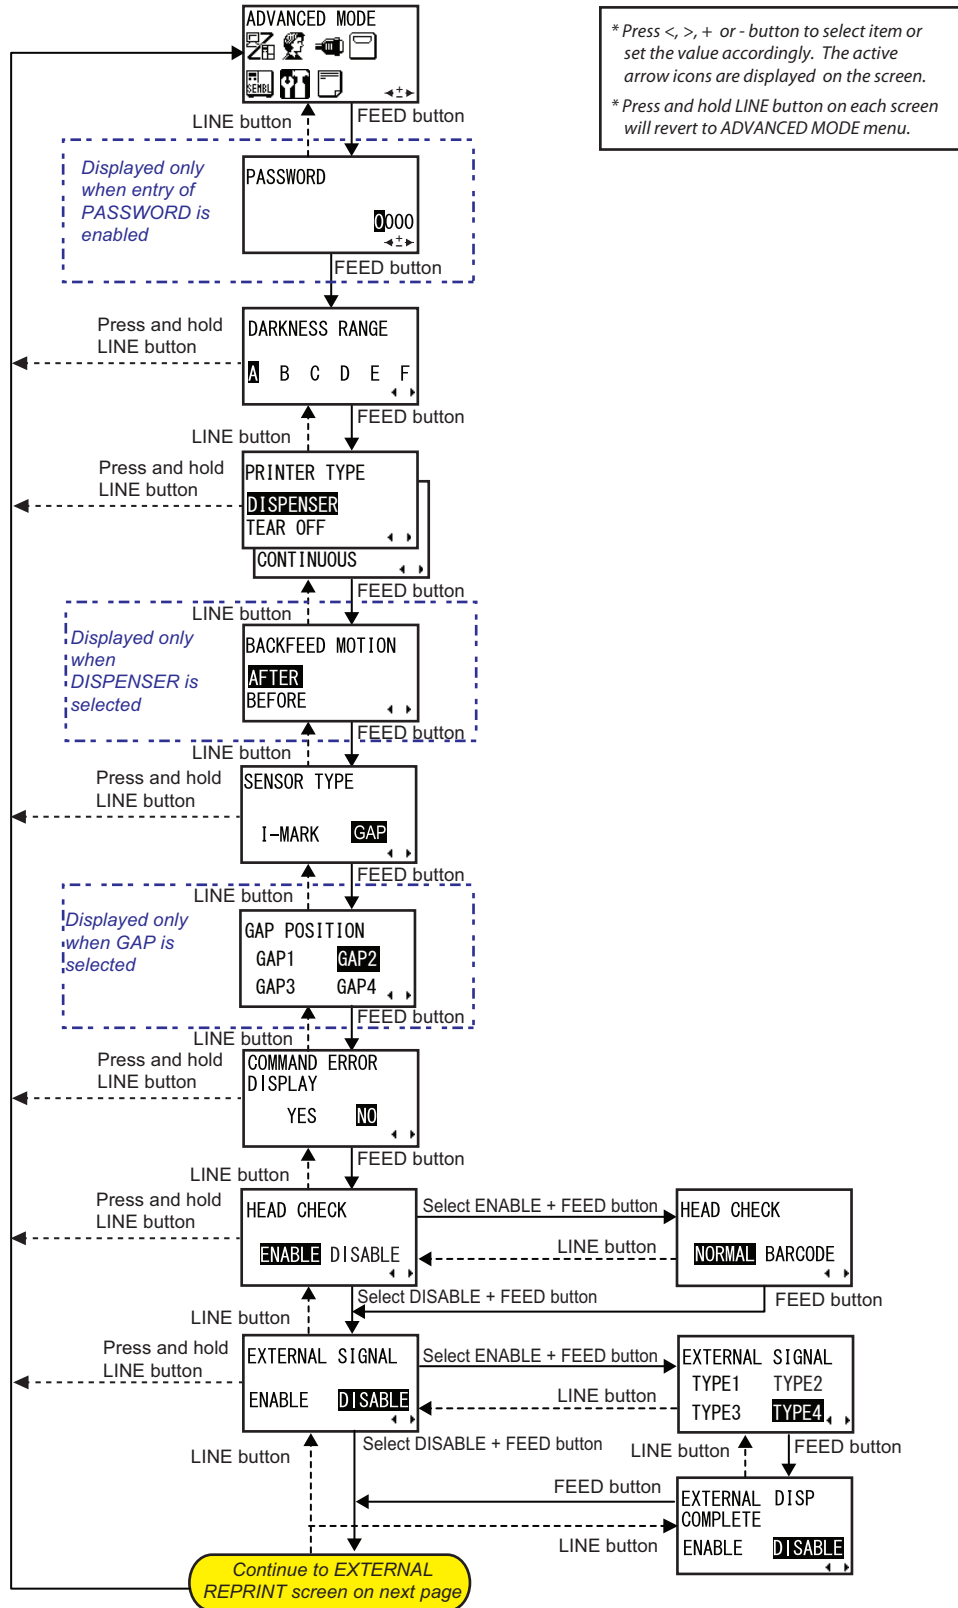 ADVANCED MODE
SEMBL
* Press <, >, + or - button to select item or
set the value accordingly. The active
arrow icons are displayed on the screen.
* Press and hold LINE button on each screen
will revert to ADVANCED MODE menu.
LINE button
FEED button
Displayed only
when entry of
PASSWORD is
enabled
PASSWORD
0000
FEED button
Press and hold
LINE button
DARKNESS RANGE
A B C D E F
LINE button
FEED button
Press and hold
LINE button
PRINTER TYPE
DISPENSER
TEAR OFF
CONTINUOUS
LINE button
FEED button
Displayed only
when
DISPENSER is
selected
BACKFEED MOTION
AFTER
BEFORE
LINE button
FEED button
Press and hold
LINE button
SENSOR TYPE
I-MARK GAP
LINE button
FEED button
Displayed only
when GAP is
selected
GAP POSITION
GAP1 GAP2
GAP3 GAP4
LINE button
FEED button
Press and hold
LINE button
COMMAND ERROR
DISPLAY
YES NO
LINE button
FEED button
Press and hold
LINE button
HEAD CHECK
ENABLE DISABLE
Select ENABLE + FEED button
LINE button
HEAD CHECK
NORMAL BARCODE
LINE button
Select DISABLE + FEED button
FEED button
Press and hold
LINE button
EXTERNAL SIGNAL
ENABLE DISABLE
Select ENABLE + FEED button
LINE button
EXTERNAL SIGNAL
TYPE1 TYPE2
TYPE3 TYPE4
LINE button
Select DISABLE + FEED button
LINE button
FEED button
FEED button
LINE button
EXTERNAL DISP
COMPLETE
ENABLE DISABLE
Continue to EXTERNAL
REPRINT screen on next page